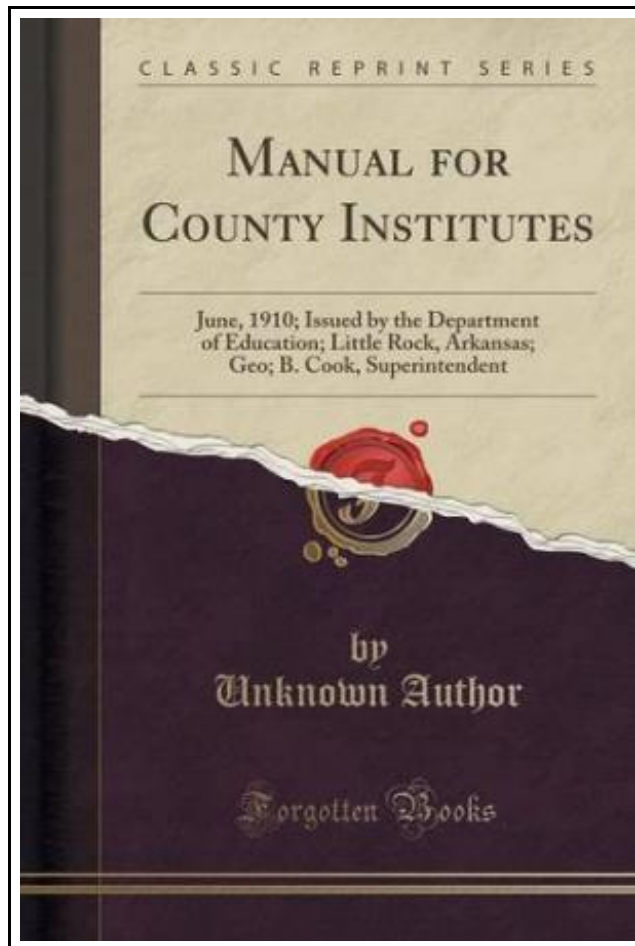 CLASSIC REPRINT SERIES
MANUAL FOR
COUNTY INSTITUTES
June, 1910; Issued by the Department
of Education; Little Rock, Arkansas;
Geo; B. Cook, Superintendent
by
Unknown Author
Forgotten Books